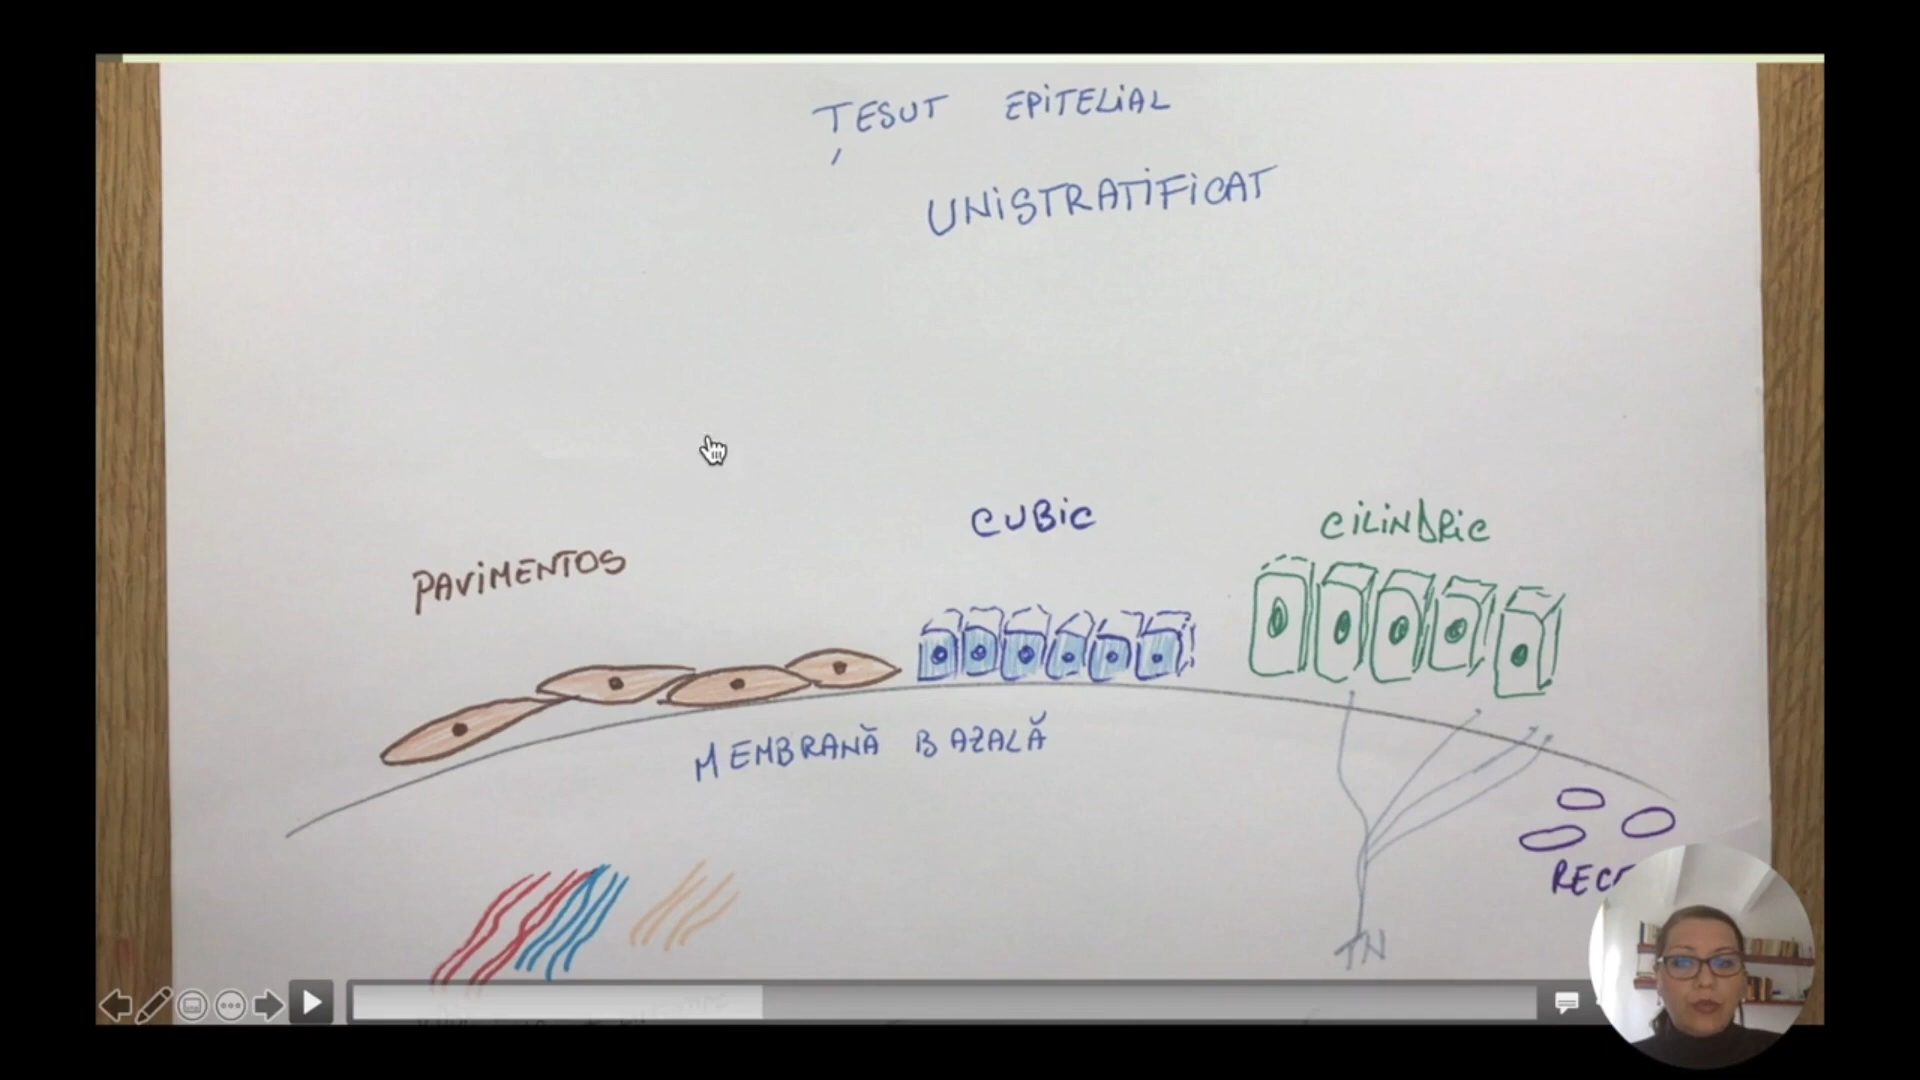 ȚESUT EPITELIAL
UNISTRATIFICAT
CUBIC
CILINDRIC
PAVIMENTOS
MEMBRANĂ BAZALĂ
TN